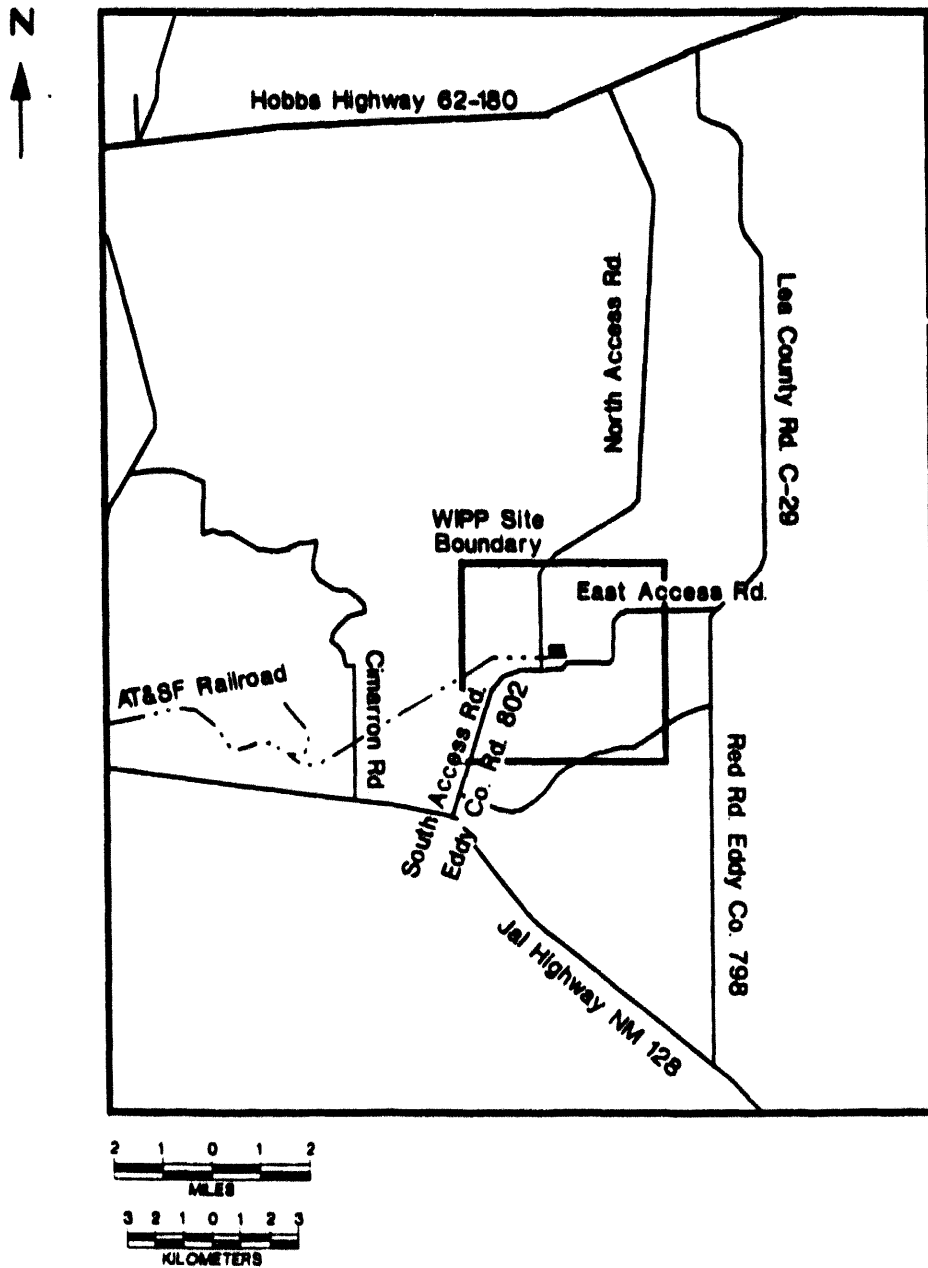 N
Hobbs Highway 62-180
North Access Rd.
Lea County Rd. C-29
WIPP Site
Boundary
East Access Rd.
Cimarron Rd
AT&SF Railroad
South Access Rd.
Eddy Co. Rd. 802
Red Rd. Eddy Co. 798
Jal Highway NM 128
2 1 0 1 2
MILES
3 2 1 0 1 2 3
KILOMETERS